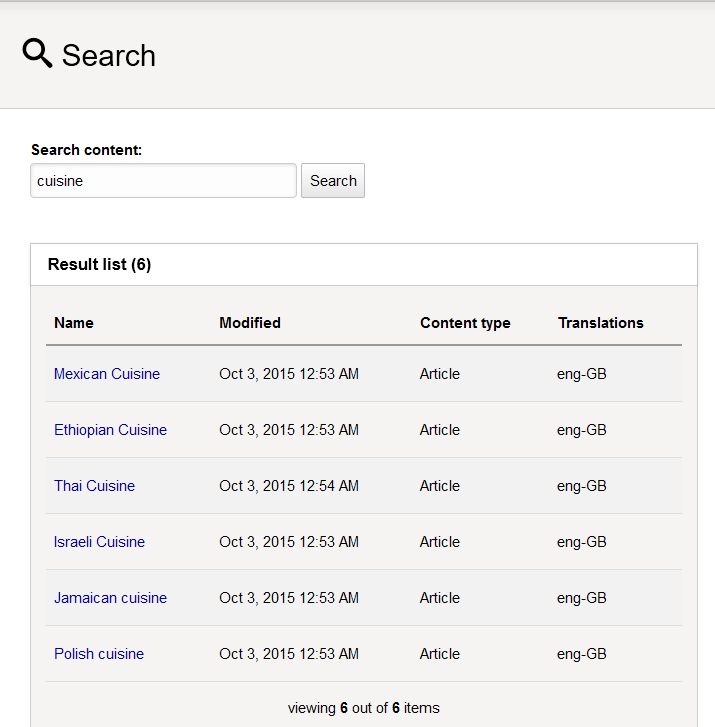 Search
Search content:
cuisine Search
Result list (6)
Name Modified Content type Translations
Mexican Cuisine Oct 3, 2015 12:53 AM Article eng-GB
Ethiopian Cuisine Oct 3, 2015 12:53 AM Article eng-GB
Thai Cuisine Oct 3, 2015 12:54 AM Article eng-GB
Israeli Cuisine Oct 3, 2015 12:53 AM Article eng-GB
Jamaican cuisine Oct 3, 2015 12:53 AM Article eng-GB
Polish cuisine Oct 3, 2015 12:53 AM Article eng-GB
viewing 6 out of 6 items